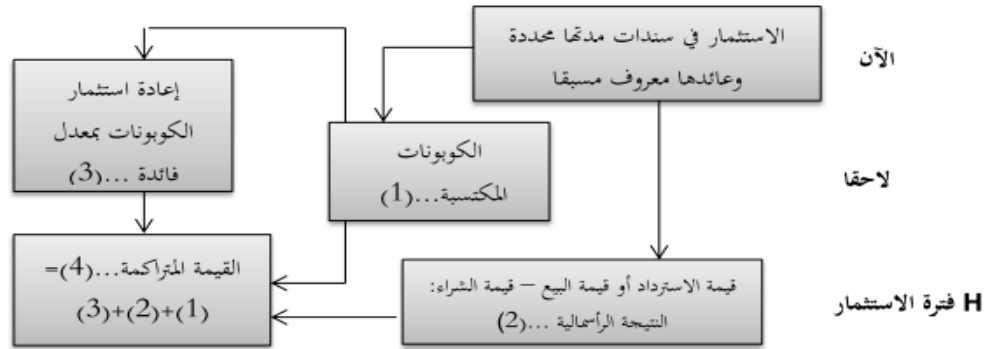 الاستثمار في سندات مدتها محددة
وعائدها معروف مسبقا
الآن
إعادة استثمار
الكوبونات بمعدل
فائدة ...(3)
الكوبونات
المكتسبة...(1)
لاحقا
القيمة المتراكمة...(4)=
(1)+(2)+(3)
قيمة الاسترداد أو قيمة البيع – قيمة الشراء:
النتيجة الرأسمالية ...(2)
H فترة الاستثمار